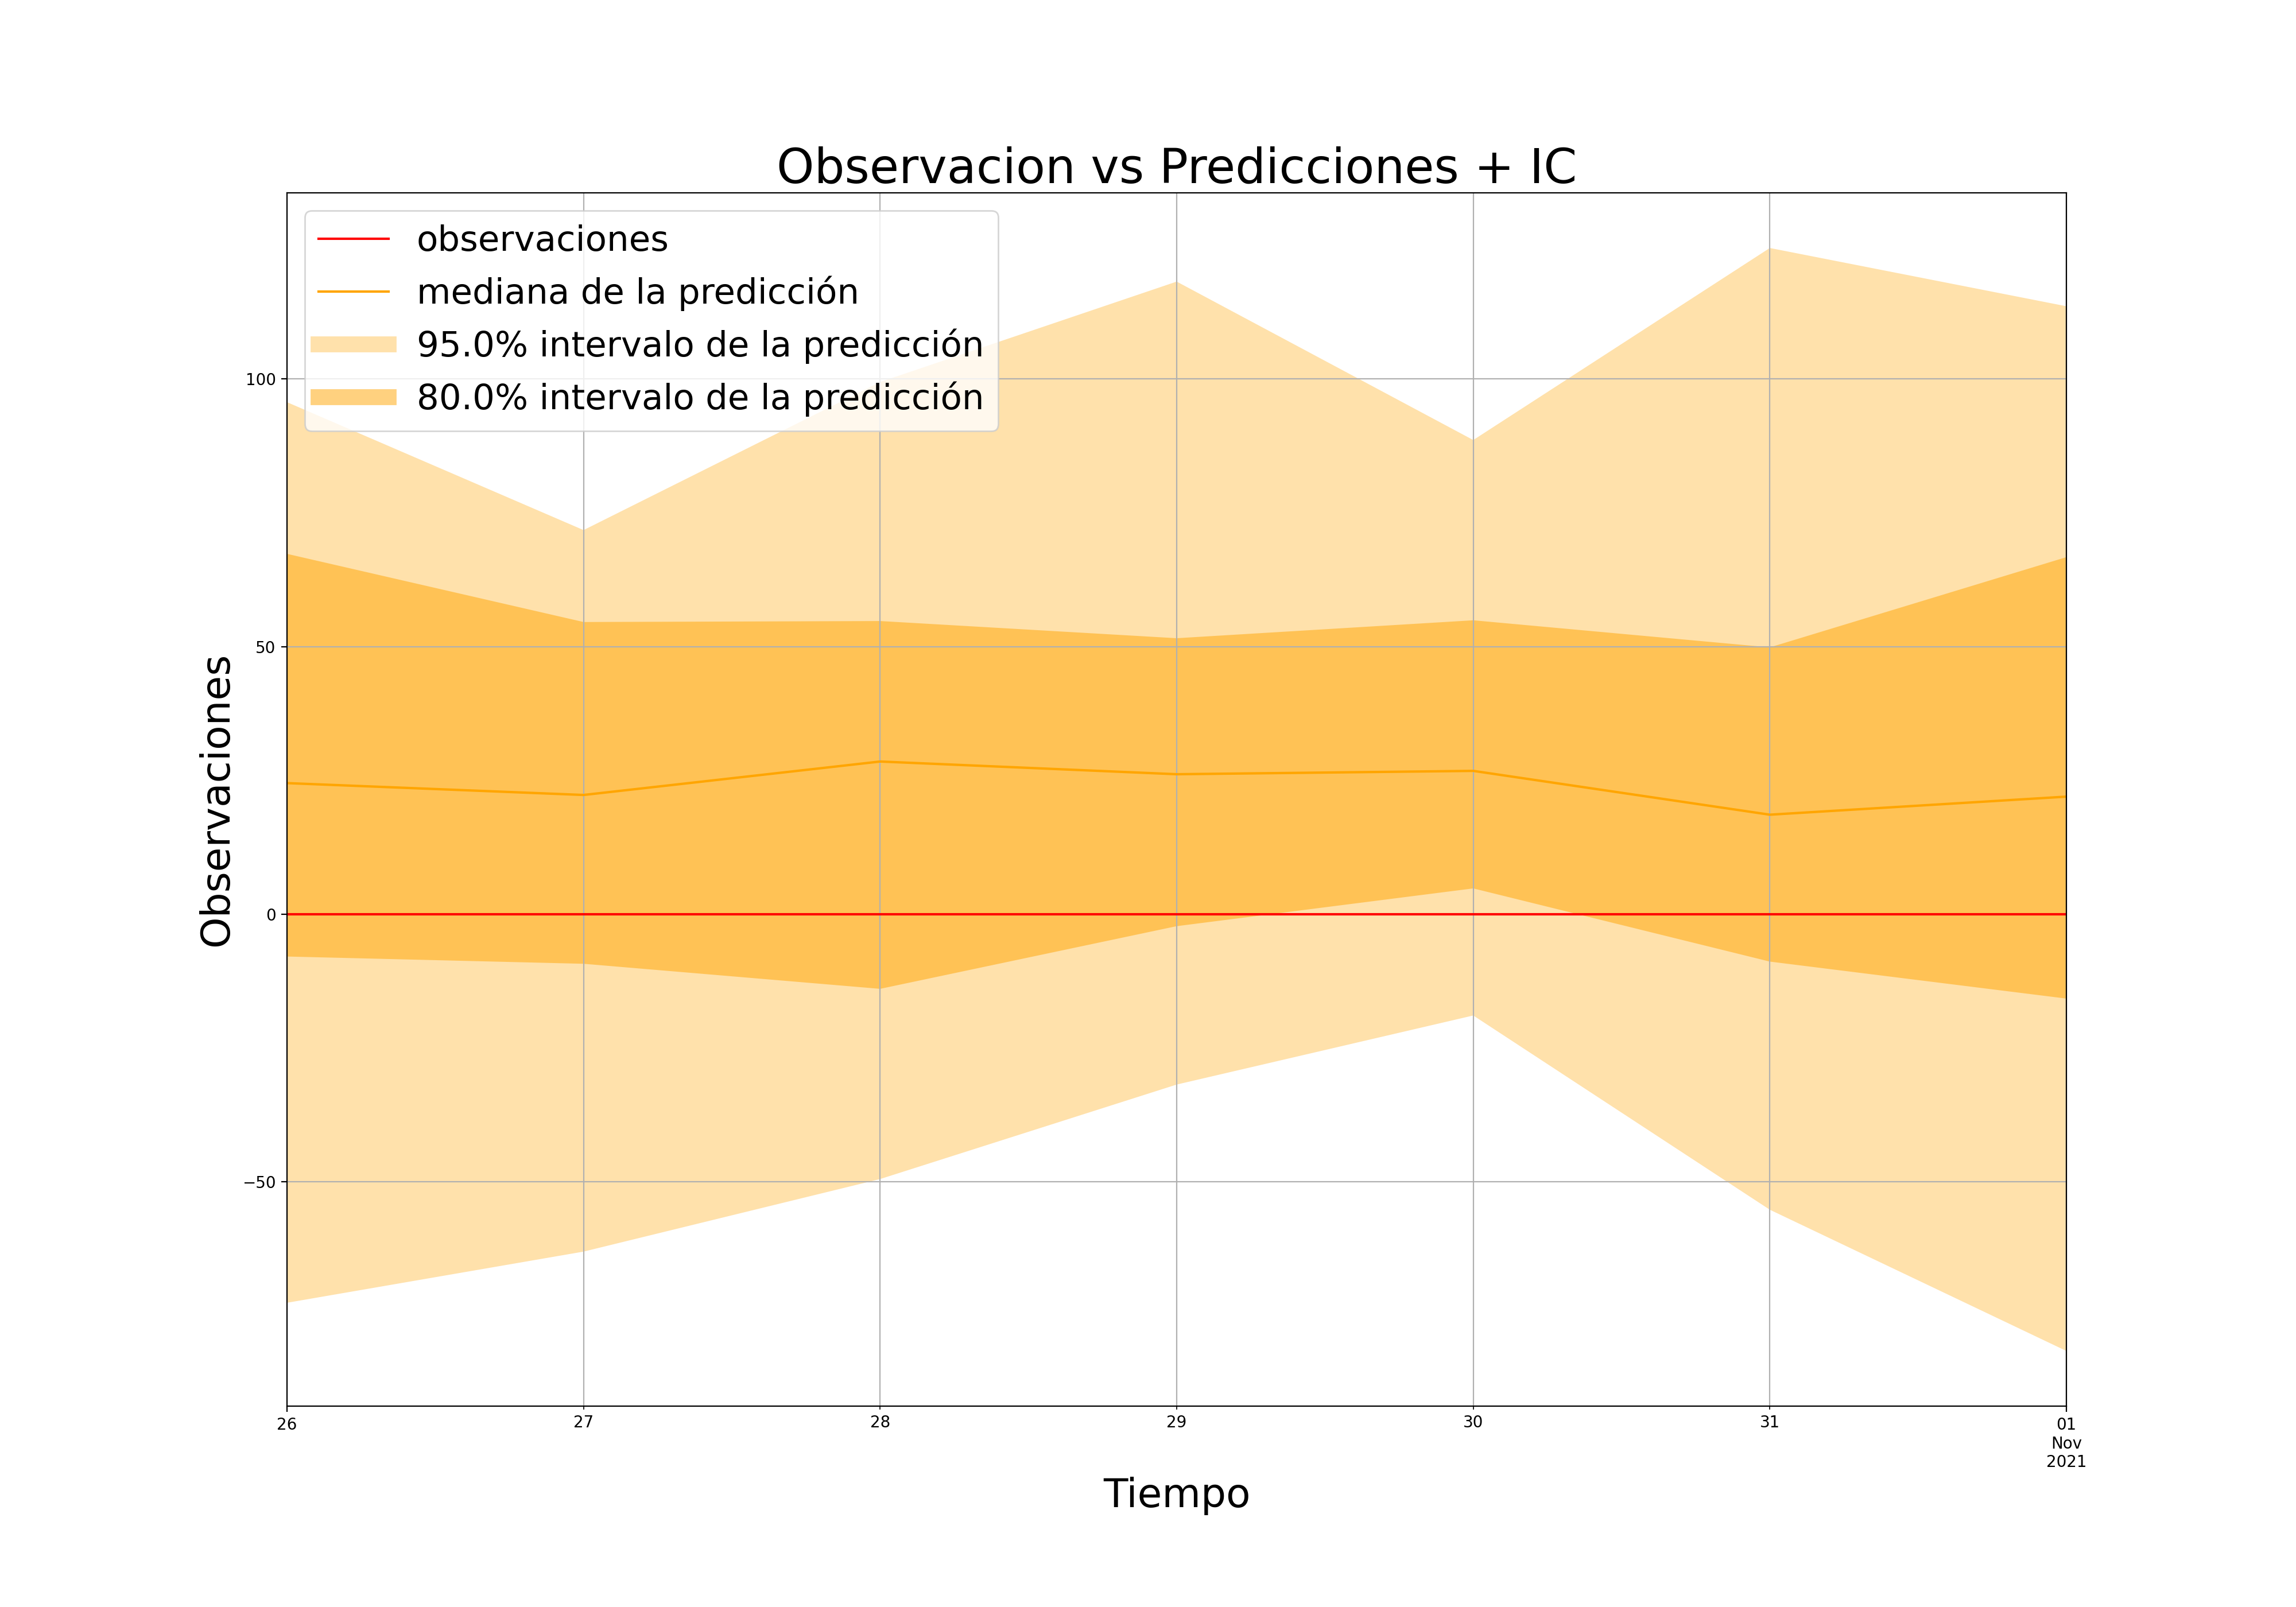 Observacion vs Predicciones + IC
observaciones
mediana de la predicción
95.0% intervalo de la predicción
80.0% intervalo de la predicción
100
50
0
−50
Observaciones
26
27
28
29
30
31
01
Nov
2021
Tiempo